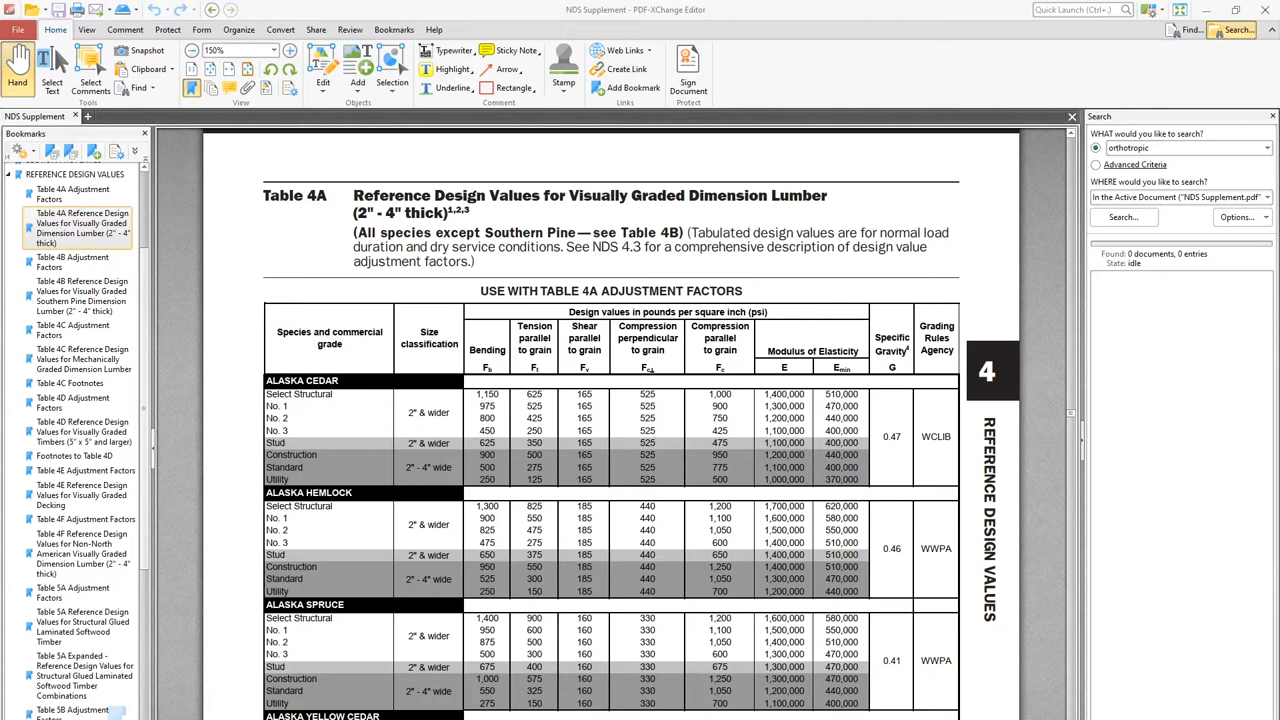 NDS Supplement - PDF-XChange Editor
Quick Launch (Ctrl+.)
File Home View Comment Protect Form Organize Convert Share Review Bookmarks Help
Find... Search...
Hand
Select Text
Select Comments
Snapshot
Clipboard
Find
Tools
150%
View
Edit
Add
Selection
Objects
Typewriter
Highlight
Underline
Sticky Note
Arrow
Rectangle
Stamp
Comment
Web Links
Create Link
Add Bookmark
Links
Sign Document
Protect
NDS Supplement
Bookmarks
REFERENCE DESIGN VALUES
Table 4A Adjustment
Factors
Table 4A Reference Design
Values for Visually Graded
Dimension Lumber (2" - 4"
thick)
Table 4B Adjustment
Factors
Table 4B Reference Design
Values for Visually Graded
Southern Pine Dimension
Lumber (2" - 4" thick)
Table 4C Adjustment
Factors
Table 4C Reference Design
Values for Mechanically
Graded Dimension Lumber
Table 4C Footnotes
Table 4D Adjustment
Factors
Table 4D Reference Design
Values for Visually Graded
Timbers (5" x 5" and larger)
Footnotes to Table 4D
Table 4E Adjustment Factors
Table 4E Reference Design
Values for Visually Graded
Decking
Table 4F Adjustment Factors
Table 4F Reference Design
Values for Non-North
American Visually Graded
Dimension Lumber (2" - 4"
thick)
Table 5A Adjustment
Factors
Table 5A Reference Design
Values for Structural Glued
Laminated Softwood
Timber
Table 5A Expanded -
Reference Design Values for
Structural Glued Laminated
Softwood Timber
Combinations
Table 5B Adjustment
Factors
Table 4A Reference Design Values for Visually Graded Dimension Lumber
(2" - 4" thick)1,2,3
(All species except Southern Pine—see Table 4B) (Tabulated design values are for normal load
duration and dry service conditions. See NDS 4.3 for a comprehensive description of design value
adjustment factors.)
USE WITH TABLE 4A ADJUSTMENT FACTORS
Species and commercial grade
Size classification
Design values in pounds per square inch (psi)
Bending Fb
Tension parallel to grain Ft
Shear parallel to grain Fv
Compression perpendicular to grain Fc⊥
Compression parallel to grain Fc
Modulus of Elasticity
E Emin
Specific Gravity4 G
Grading Rules Agency
ALASKA CEDAR
Select Structural 1,150 625 165 525 1,000 1,400,000 510,000
No. 1 975 525 165 525 900 1,300,000 470,000
2" & wider
No. 2 800 425 165 525 750 1,200,000 440,000
No. 3 450 250 165 525 425 1,100,000 400,000
0.47 WCLIB
Stud 2" & wider 625 350 165 525 475 1,100,000 400,000
Construction 900 500 165 525 950 1,200,000 440,000
Standard 2" - 4" wide 500 275 165 525 775 1,100,000 400,000
Utility 250 125 165 525 500 1,000,000 370,000
ALASKA HEMLOCK
Select Structural 1,300 825 185 440 1,200 1,700,000 620,000
No. 1 900 550 185 440 1,100 1,600,000 580,000
2" & wider
No. 2 825 475 185 440 1,050 1,500,000 550,000
No. 3 475 275 185 440 600 1,400,000 510,000
0.46 WWPA
Stud 2" & wider 650 375 185 440 650 1,400,000 510,000
Construction 950 550 185 440 1,250 1,400,000 510,000
Standard 2" - 4" wide 525 300 185 440 1,050 1,300,000 470,000
Utility 250 150 185 440 700 1,200,000 440,000
ALASKA SPRUCE
Select Structural 1,400 900 160 330 1,200 1,600,000 580,000
No. 1 950 600 160 330 1,100 1,500,000 550,000
2" & wider
No. 2 875 500 160 330 1,050 1,400,000 510,000
No. 3 500 300 160 330 600 1,300,000 470,000
0.41 WWPA
Stud 2" & wider 675 400 160 330 675 1,300,000 470,000
Construction 1,000 575 160 330 1,250 1,300,000 470,000
Standard 2" - 4" wide 550 325 160 330 1,050 1,200,000 440,000
Utility 275 150 160 330 700 1,100,000 400,000
ALASKA YELLOW CEDAR
4
REFERENCE DESIGN VALUES
Search
WHAT would you like to search?
orthotropic
Advanced Criteria
WHERE would you like to search?
In the Active Document ("NDS Supplement.pdf"
Search...
Options...
Found: 0 documents, 0 entries
State: idle